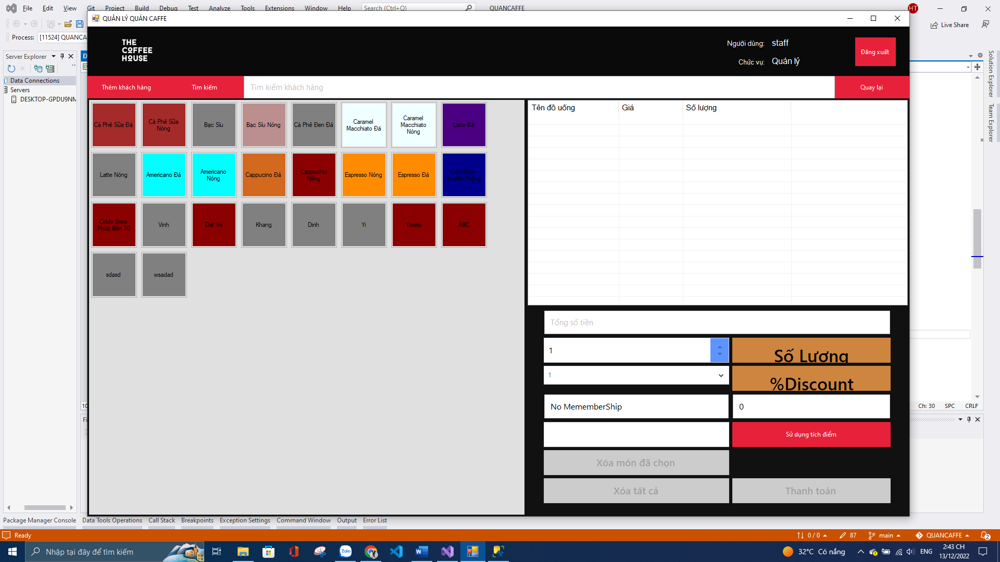 File Edit View Git Project Build Debug Test Analyze Tools Extensions Window Help Search (Ctrl+Q) QUANCAFFE HT
QUẢN LÝ QUÁN CAFFE
Live Share
Process: [11524] QUANCA
THE
COFFEE
HOUSE
Người dùng: staff
Chức vụ: Quản lý
Đăng xuất
Server Explorer
Data Connections
Servers
DESKTOP-GPDU9NM
Solution Explorer
Team Explorer
Thêm khách hàng Tìm kiếm Tìm kiếm khách hàng Quay lại
Cà Phê Sữa Đá
Cà Phê Sữa
Nóng
Bạc Sỉu
Bạc Sỉu Nóng
Cà Phê Đen Đá
Caramel
Macchiato Đá
Caramel
Macchiato
Nóng
Latte Đá
Latte Nóng
Americano Đá
Americano
Nóng
Cappucino Đá
Cappuchio
Nóng
Espresso Nóng
Espresso Đá
Cold Brew
Truyền Thống
Colde Brew
Phúc Bồn Tử
Vinh
Dat Vo
Khang
Dinh
Yi
Yasou
ABC
sdasd
wsadad
Tên đồ uống Giá Số lượng
Tổng số tiền
1
Số Lượng
1
%Discount
No MememberShip
0
Sử dụng tích điểm
Xóa món đã chọn
Xóa tất cả
Thanh toán
Ch: 30 SPC CRLF
Package Manager Console Data Tools Operations Call Stack Breakpoints Exception Settings Command Window Output Error List
Ready
0 / 0 87 main QUANCAFFE 2
Nhập tại đây để tìm kiếm
Zalo
32°C Có nắng
ENG
2:43 CH
13/12/2022